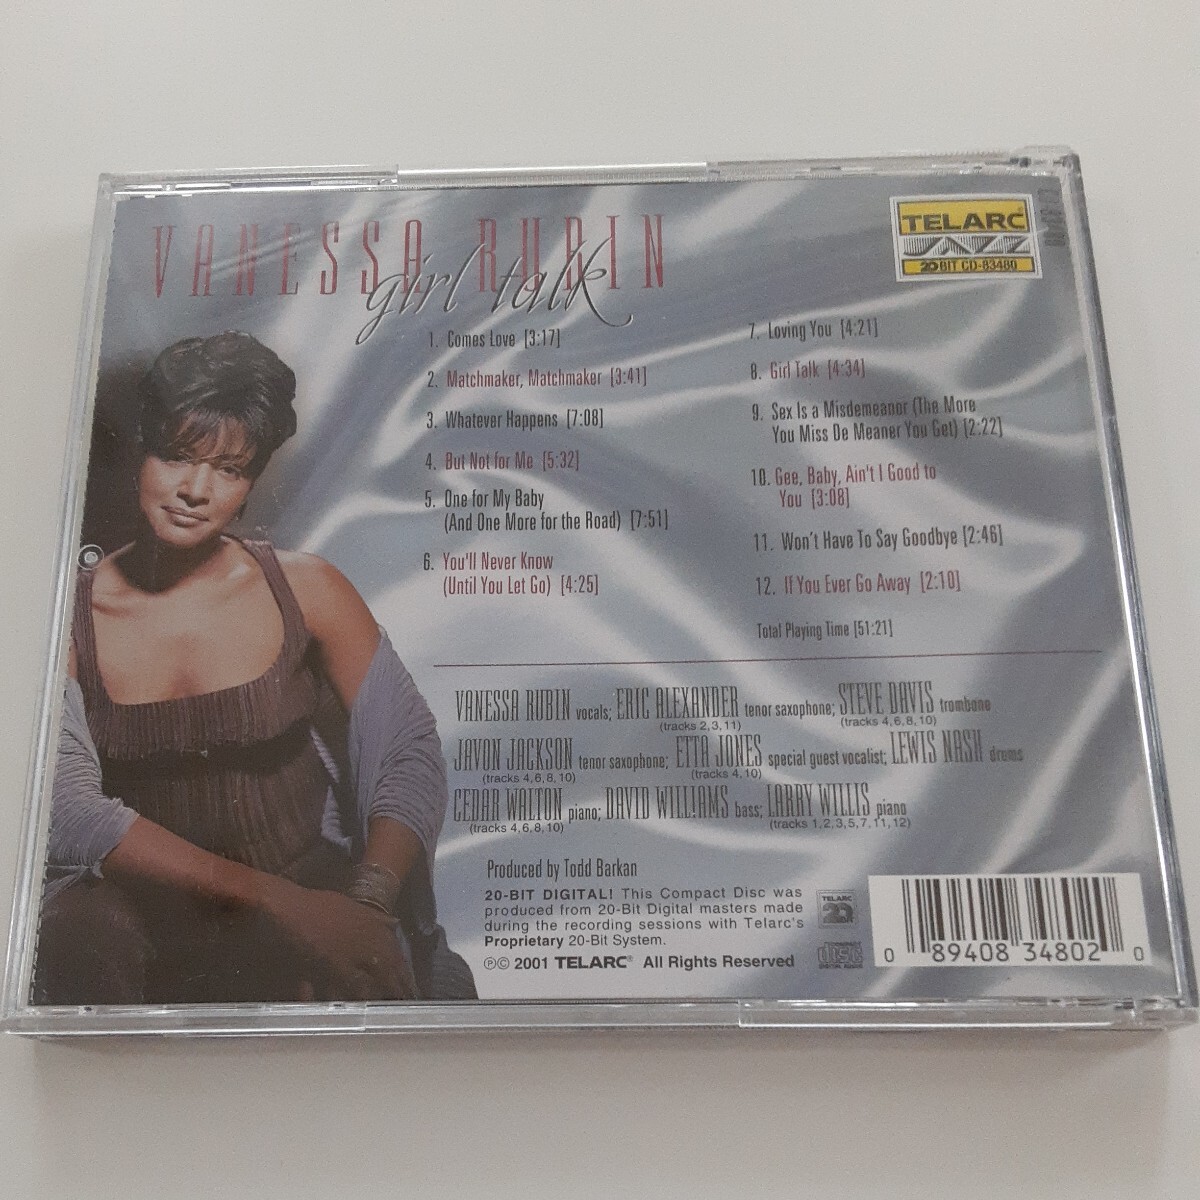 VANESSA RUBIN
girl talk
TELARC®
JAZZ
20 BIT CD-83480
1. Comes Love [3:17]
2. Matchmaker, Matchmaker [3:41]
3. Whatever Happens [7:08]
4. But Not for Me [5:32]
5. One for My Baby
(And One More for the Road) [7:51]
6. You'll Never Know
(Until You Let Go) [4:25]
7. Loving You [4:21]
8. Girl Talk [4:34]
9. Sex Is a Misdemeanor (The More
You Miss De Meaner You Get) [2:22]
10. Gee, Baby, Ain't I Good to
You [3:08]
11. Won't Have To Say Goodbye [2:46]
12. If You Ever Go Away [2:10]
Total Playing Time [51:21]
VANESSA RUBIN vocals; ERIC ALEXANDER tenor saxophone; STEVE DAVIS trombone
(tracks 2,3,11) (tracks 4,6,8,10)
JAVON JACKSON tenor saxophone; ETTA JONES special guest vocalist; LEWIS NASH drums
(tracks 4,6,8,10) (tracks 4,10)
CEDAR WALTON piano; DAVID WILLIAMS bass; LARRY WILLIS piano
(tracks 4,6,8,10) (tracks 1,2,3,5,7,11,12)
Produced by Todd Barkan
20-BIT DIGITAL! This Compact Disc was
produced from 20-Bit Digital masters made
during the recording sessions with Telarc's
Proprietary 20-Bit System.
℗© 2001 TELARC® All Rights Reserved
TELARC
20
COMPACT
disc
DIGITAL AUDIO
0 89408 34802 0